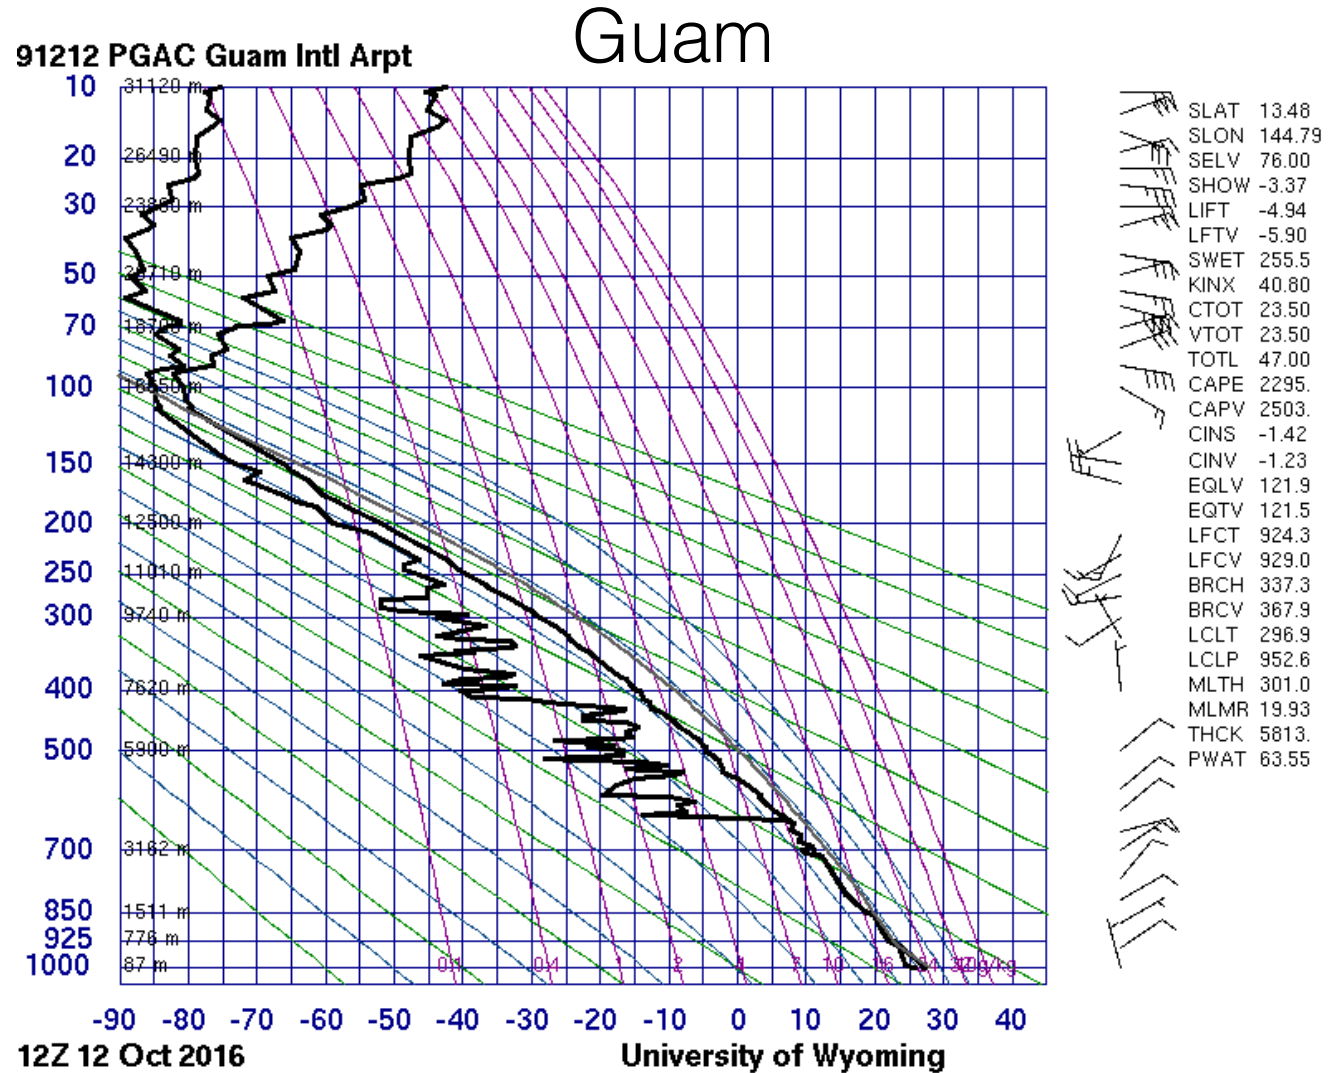 Guam
91212 PGAC Guam Intl Arpt
10 31120 m
20 26490 m
30 23880 m
50 20710 m
70 18700 m
100 16650 m
150 14300 m
200 12500 m
250 11010 m
300 9740 m
400 7620 m
500 5900 m
700 3162 m
850 1511 m
925 776 m
1000 87 m
0.1 0.4 1 2 4 7 10 16 24 32 g/kg
-90 -80 -70 -60 -50 -40 -30 -20 -10 0 10 20 30 40
12Z 12 Oct 2016 University of Wyoming
SLAT 13.48
SLON 144.79
SELV 76.00
SHOW -3.37
LIFT -4.94
LFTV -5.90
SWET 255.5
KINX 40.80
CTOT 23.50
VTOT 23.50
TOTL 47.00
CAPE 2295.
CAPV 2503.
CINS -1.42
CINV -1.23
EQLV 121.9
EQTV 121.5
LFCT 924.3
LFCV 929.0
BRCH 337.3
BRCV 367.9
LCLT 296.9
LCLP 952.6
MLTH 301.0
MLMR 19.93
THCK 5813.
PWAT 63.55